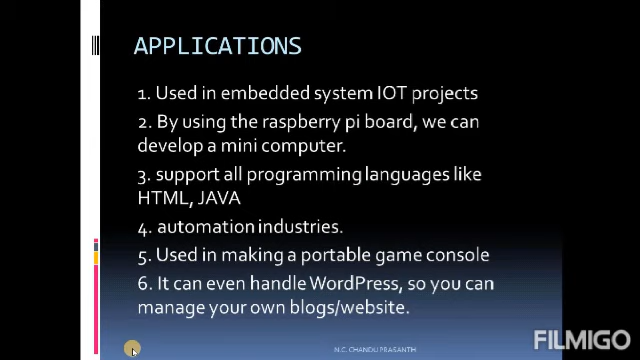 APPLICATIONS
1. Used in embedded system IOT projects
2. By using the raspberry pi board, we can
develop a mini computer.
3. support all programming languages like
HTML, JAVA
4. automation industries.
5. Used in making a portable game console
6. It can even handle WordPress, so you can
manage your own blogs/website.
N.C. CHANDU PRASANTH
FILMIGO